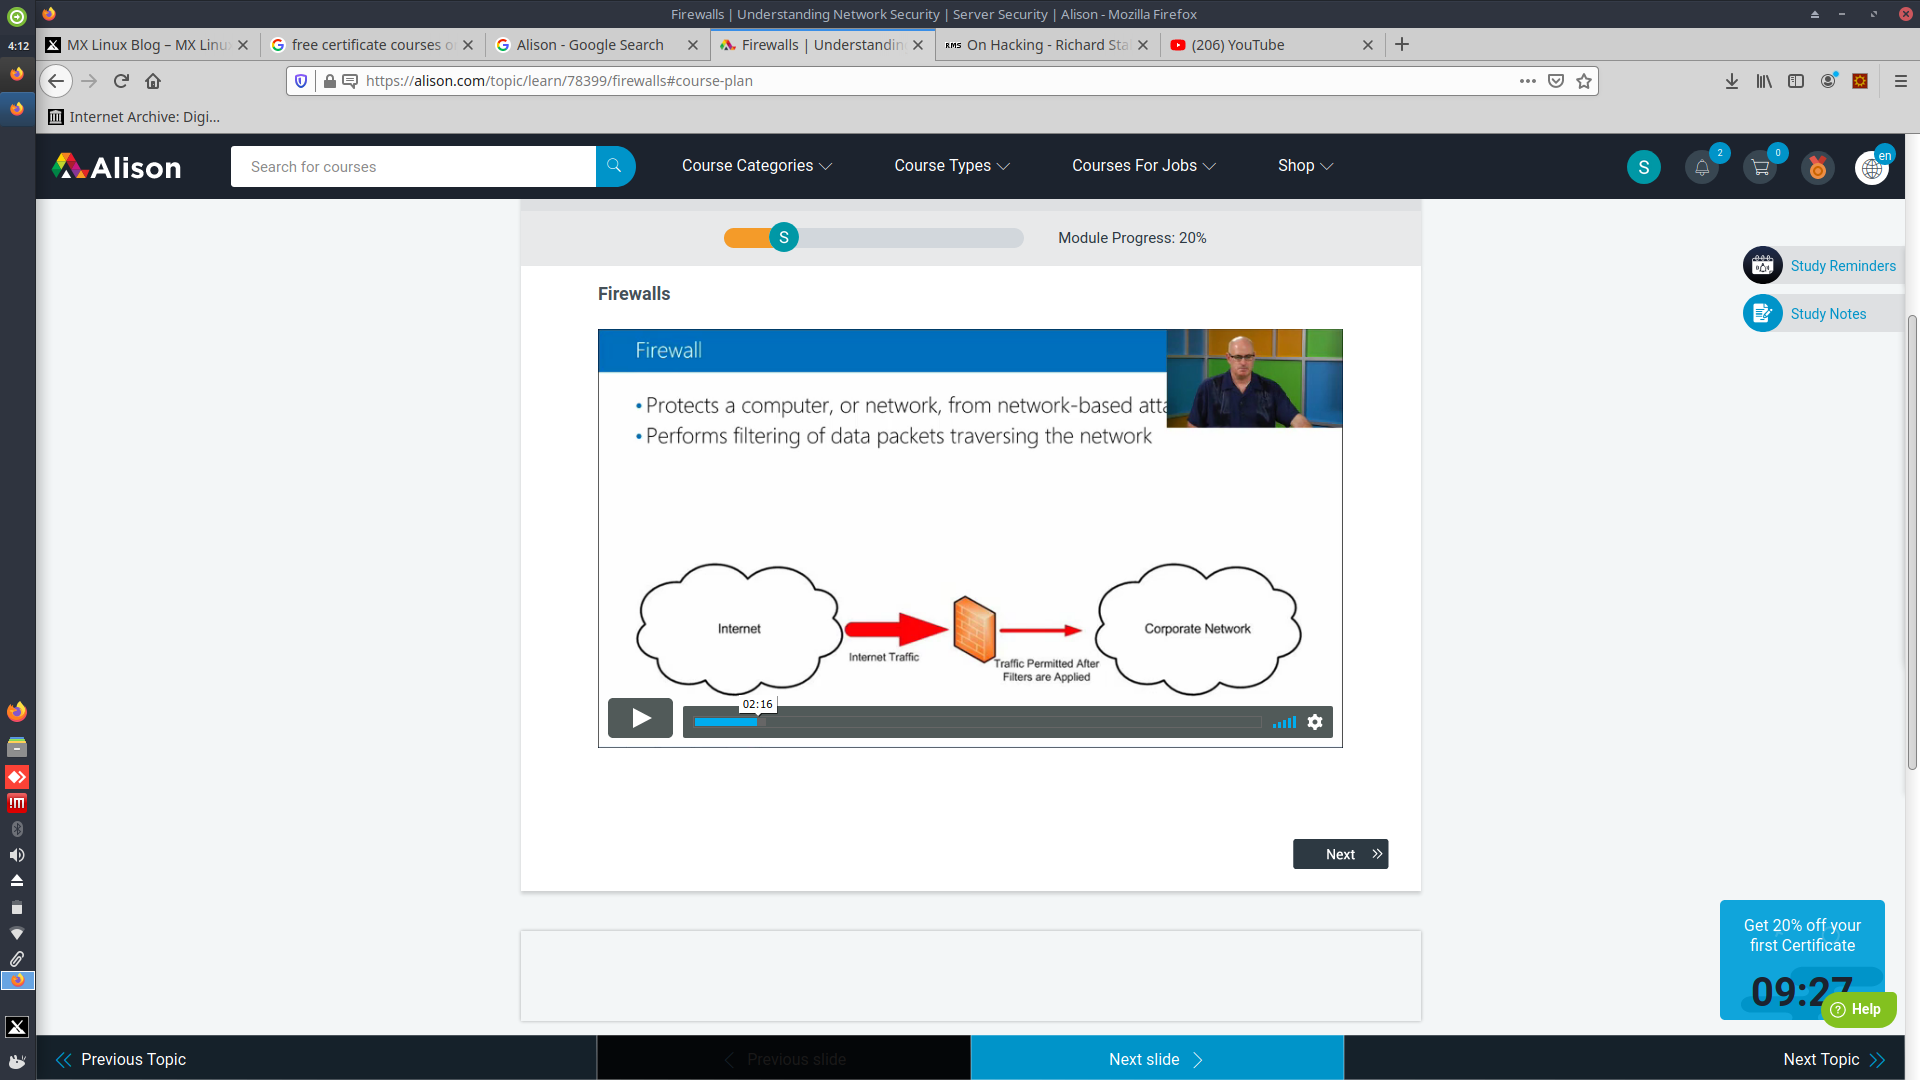 Firewalls | Understanding Network Security | Server Security | Alison - Mozilla Firefox
4:12
MX Linux Blog – MX Linu
free certificate courses o
Alison - Google Search
Firewalls | Understandin
RMS On Hacking - Richard Sta
(206) YouTube
https://alison.com/topic/learn/78399/firewalls#course-plan
Internet Archive: Digi...
Alison
Search for courses
Course Categories
Course Types
Courses For Jobs
Shop
S
2
0
en
S
Module Progress: 20%
Study Reminders
Study Notes
Firewalls
Firewall
• Protects a computer, or network, from network-based atta
• Performs filtering of data packets traversing the network
Internet
Internet Traffic
Traffic Permitted After
Filters are Applied
Corporate Network
02:16
Next
Get 20% off your
first Certificate
09:27
Help
Previous Topic
Previous slide
Next slide
Next Topic